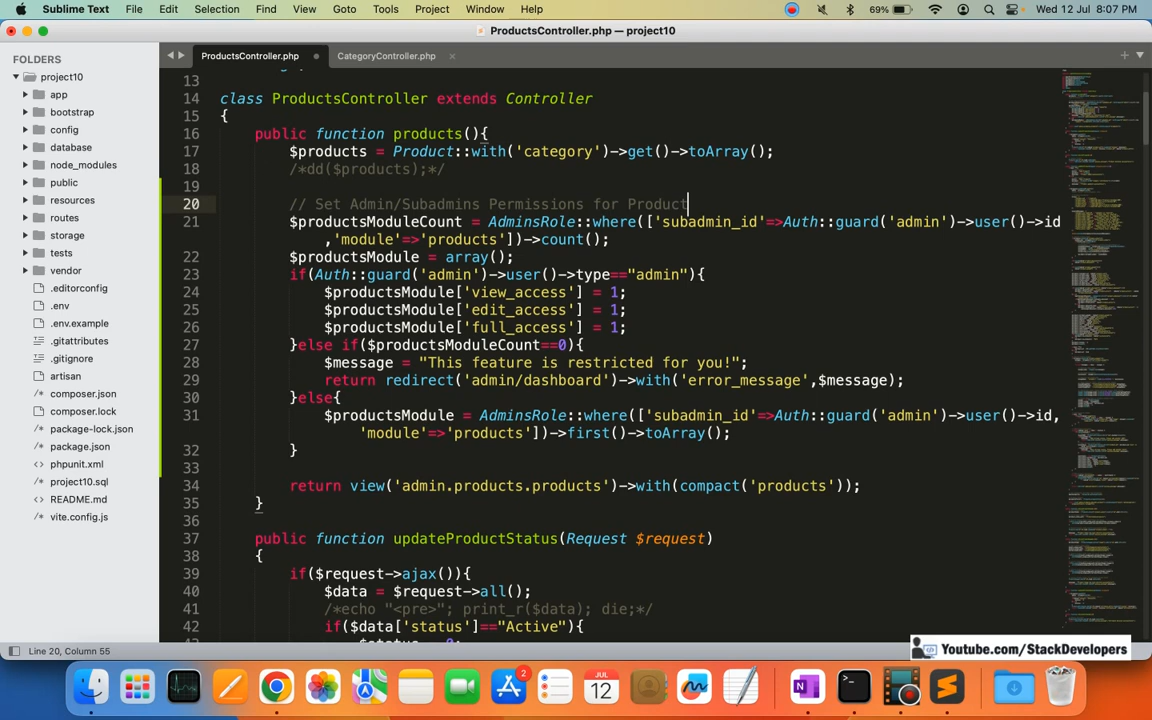 Sublime Text File Edit Selection Find View Goto Tools Project Window Help 69% Wed 12 Jul 8:07 PM
ProductsController.php — project10
FOLDERS
project10
app
bootstrap
config
database
node_modules
public
resources
routes
storage
tests
vendor
.editorconfig
.env
.env.example
.gitattributes
.gitignore
artisan
composer.json
composer.lock
package-lock.json
package.json
phpunit.xml
project10.sql
README.md
vite.config.js
ProductsController.php CategoryController.php
13
14 class ProductsController extends Controller
15 {
16 public function products(){
17 $products = Product::with('category')->get()->toArray();
18 /*dd($products);*/
19
20 // Set Admin/Subadmins Permissions for Product
21 $productsModuleCount = AdminsRole::where(['subadmin_id'=>Auth::guard('admin')->user()->id
,'module'=>'products'])->count();
22 $productsModule = array();
23 if(Auth::guard('admin')->user()->type=="admin"){
24 $productsModule['view_access'] = 1;
25 $productsModule['edit_access'] = 1;
26 $productsModule['full_access'] = 1;
27 }else if($productsModuleCount==0){
28 $message = "This feature is restricted for you!";
29 return redirect('admin/dashboard')->with('error_message',$message);
30 }else{
31 $productsModule = AdminsRole::where(['subadmin_id'=>Auth::guard('admin')->user()->id,
'module'=>'products'])->first()->toArray();
32 }
33
34 return view('admin.products.products')->with(compact('products'));
35 }
36
37 public function updateProductStatus(Request $request)
38 {
39 if($request->ajax()){
40 $data = $request->all();
41 /*echo "<pre>"; print_r($data); die;*/
42 if($data['status']=="Active"){
Line 20, Column 55
Youtube.com/StackDevelopers
2
JUL
12